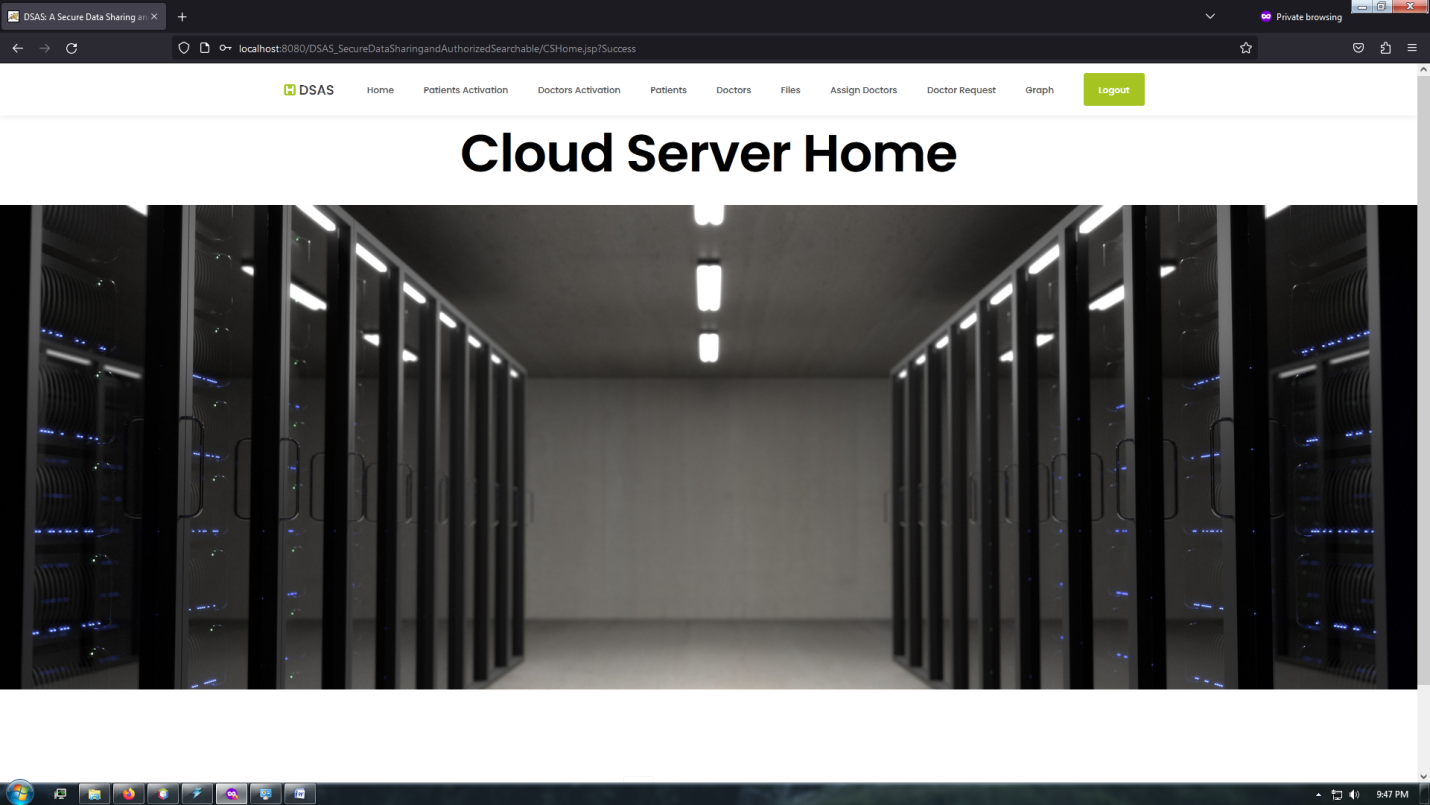 DSAS: A Secure Data Sharing an
Private browsing
localhost:8080/DSAS_SecureDataSharingandAuthorizedSearchable/CSHome.jsp?Success
H DSAS Home Patients Activation Doctors Activation Patients Doctors Files Assign Doctors Doctor Request Graph Logout
Cloud Server Home
9:47 PM